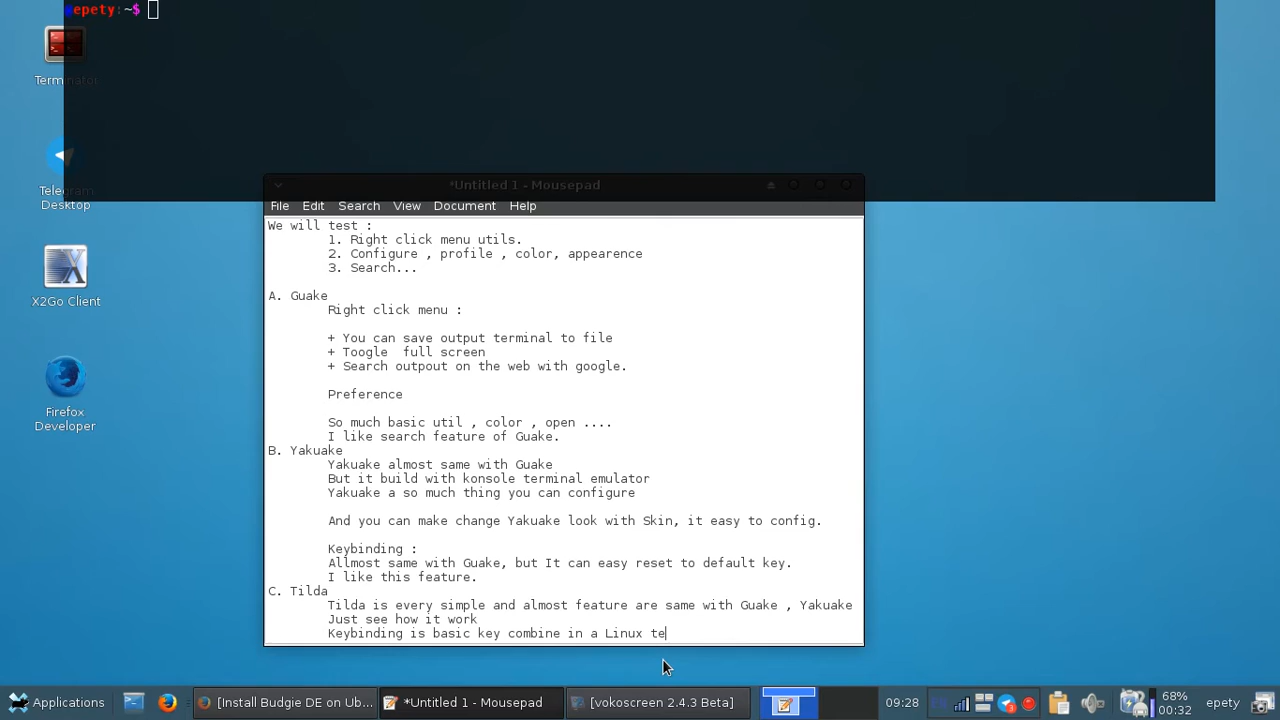 epety:~$
Terminator
Telegram
Desktop
X2Go Client
Firefox
Developer
*Untitled 1 - Mousepad
File Edit Search View Document Help
We will test :
1. Right click menu utils.
2. Configure , profile , color, appearence
3. Search...
A. Guake
Right click menu :
+ You can save output terminal to file
+ Toogle  full screen
+ Search outpout on the web with google.
Preference
So much basic util , color , open ....
I like search feature of Guake.
B. Yakuake
Yakuake almost same with Guake
But it build with konsole terminal emulator
Yakuake a so much thing you can configure
And you can make change Yakuake look with Skin, it easy to config.
Keybinding :
Allmost same with Guake, but It can easy reset to default key.
I like this feature.
C. Tilda
Tilda is every simple and almost feature are same with Guake , Yakuake
Just see how it work
Keybinding is basic key combine in a Linux te
Application [Install Budgie DE on Ub... *Untitled 1 - Mousepad [vokoscreen 2.4.3 Beta] 09:28 68% 00:32 epety